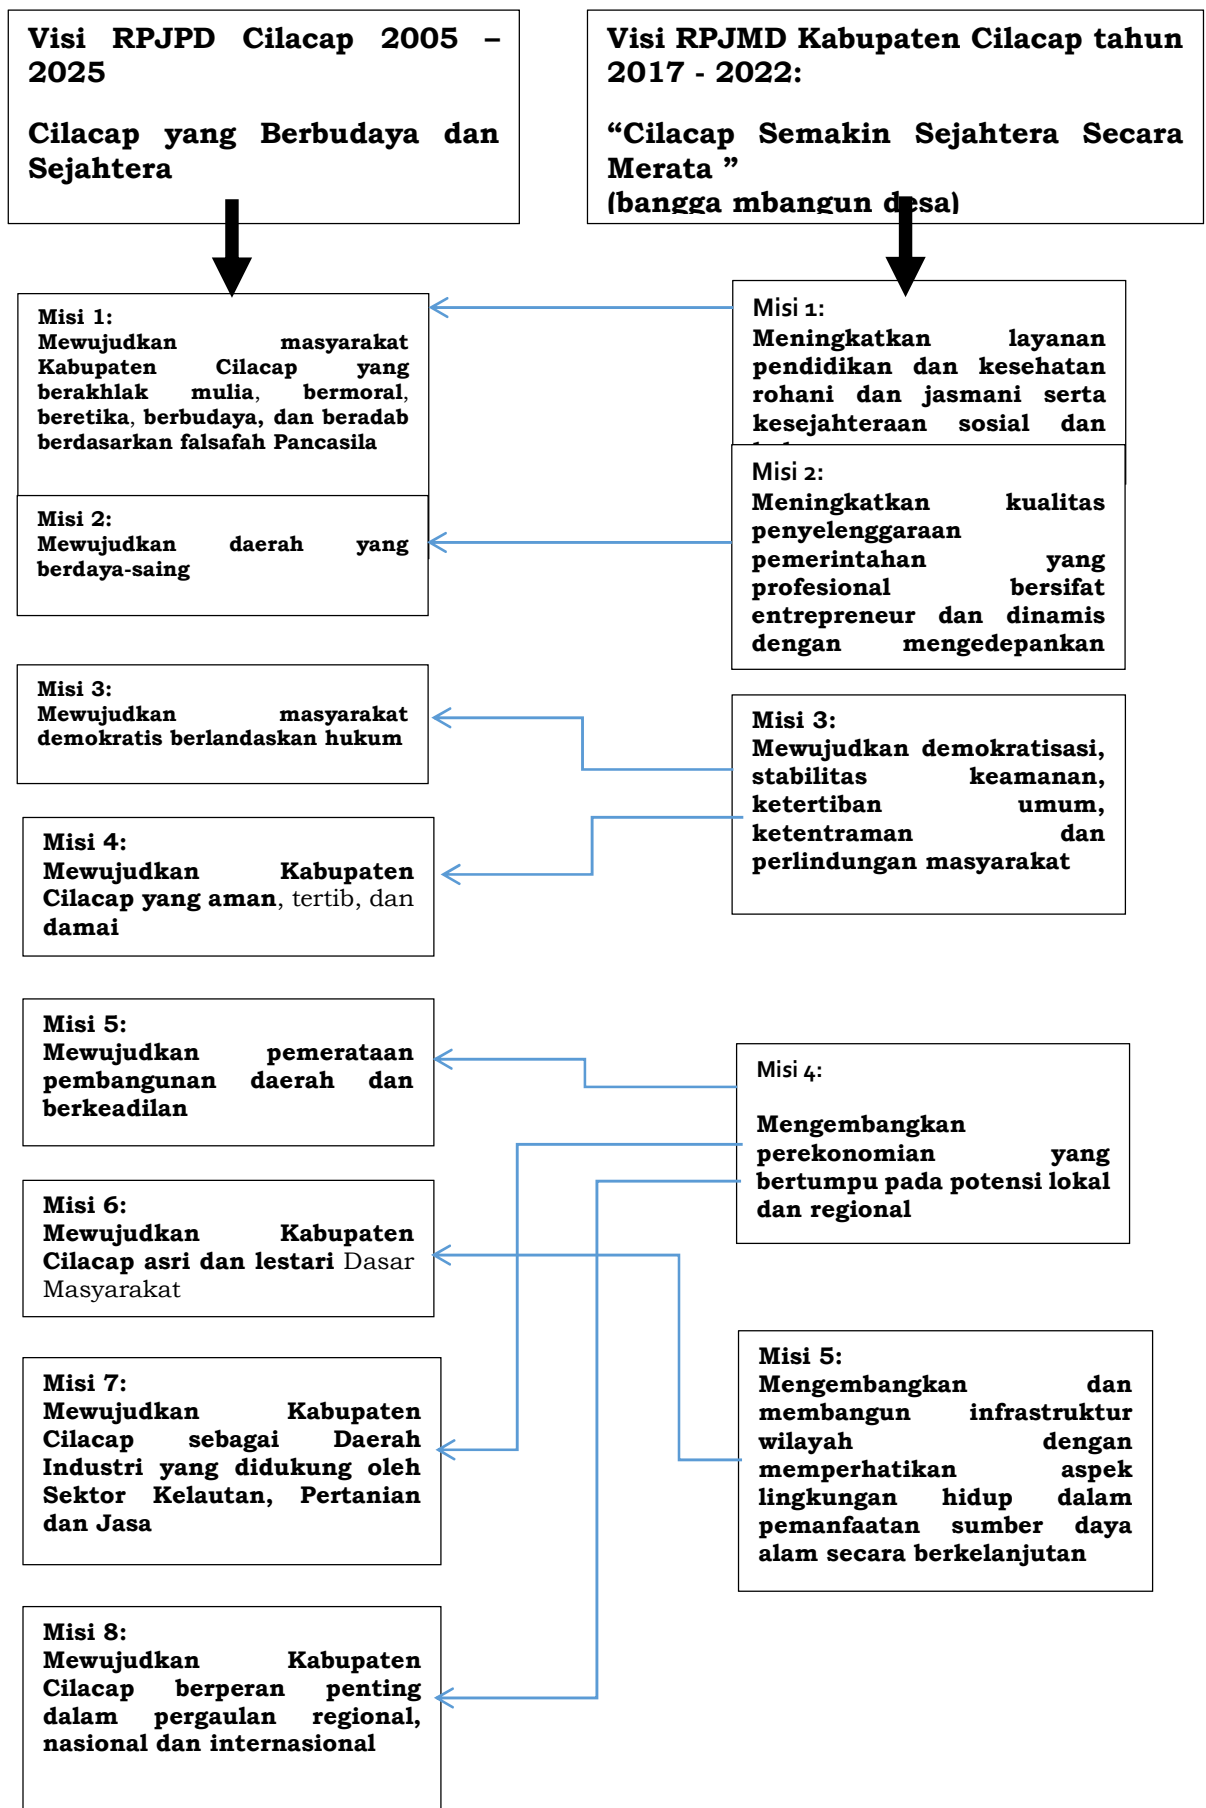 Visi RPJPD Cilacap 2005 –
2025
Cilacap yang Berbudaya dan
Sejahtera
Visi RPJMD Kabupaten Cilacap tahun
2017 - 2022:
“Cilacap Semakin Sejahtera Secara
Merata ”
(bangga mbangun desa)
Misi 1:
Mewujudkan masyarakat
Kabupaten Cilacap yang
berakhlak mulia, bermoral,
beretika, berbudaya, dan beradab
berdasarkan falsafah Pancasila
Misi 2:
Mewujudkan daerah yang
berdaya-saing
Misi 3:
Mewujudkan masyarakat
demokratis berlandaskan hukum
Misi 4:
Mewujudkan Kabupaten
Cilacap yang aman, tertib, dan
damai
Misi 5:
Mewujudkan pemerataan
pembangunan daerah dan
berkeadilan
Misi 6:
Mewujudkan Kabupaten
Cilacap asri dan lestari Dasar
Masyarakat
Misi 7:
Mewujudkan Kabupaten
Cilacap sebagai Daerah
Industri yang didukung oleh
Sektor Kelautan, Pertanian
dan Jasa
Misi 8:
Mewujudkan Kabupaten
Cilacap berperan penting
dalam pergaulan regional,
nasional dan internasional
Misi 1:
Meningkatkan layanan
pendidikan dan kesehatan
rohani dan jasmani serta
kesejahteraan sosial dan
Misi 2:
Meningkatkan kualitas
penyelenggaraan
pemerintahan yang
profesional bersifat
entrepreneur dan dinamis
dengan mengedepankan
Misi 3:
Mewujudkan demokratisasi,
stabilitas keamanan,
ketertiban umum,
ketentraman dan
perlindungan masyarakat
Misi 4:
Mengembangkan
perekonomian yang
bertumpu pada potensi lokal
dan regional
Misi 5:
Mengembangkan dan
membangun infrastruktur
wilayah dengan
memperhatikan aspek
lingkungan hidup dalam
pemanfaatan sumber daya
alam secara berkelanjutan